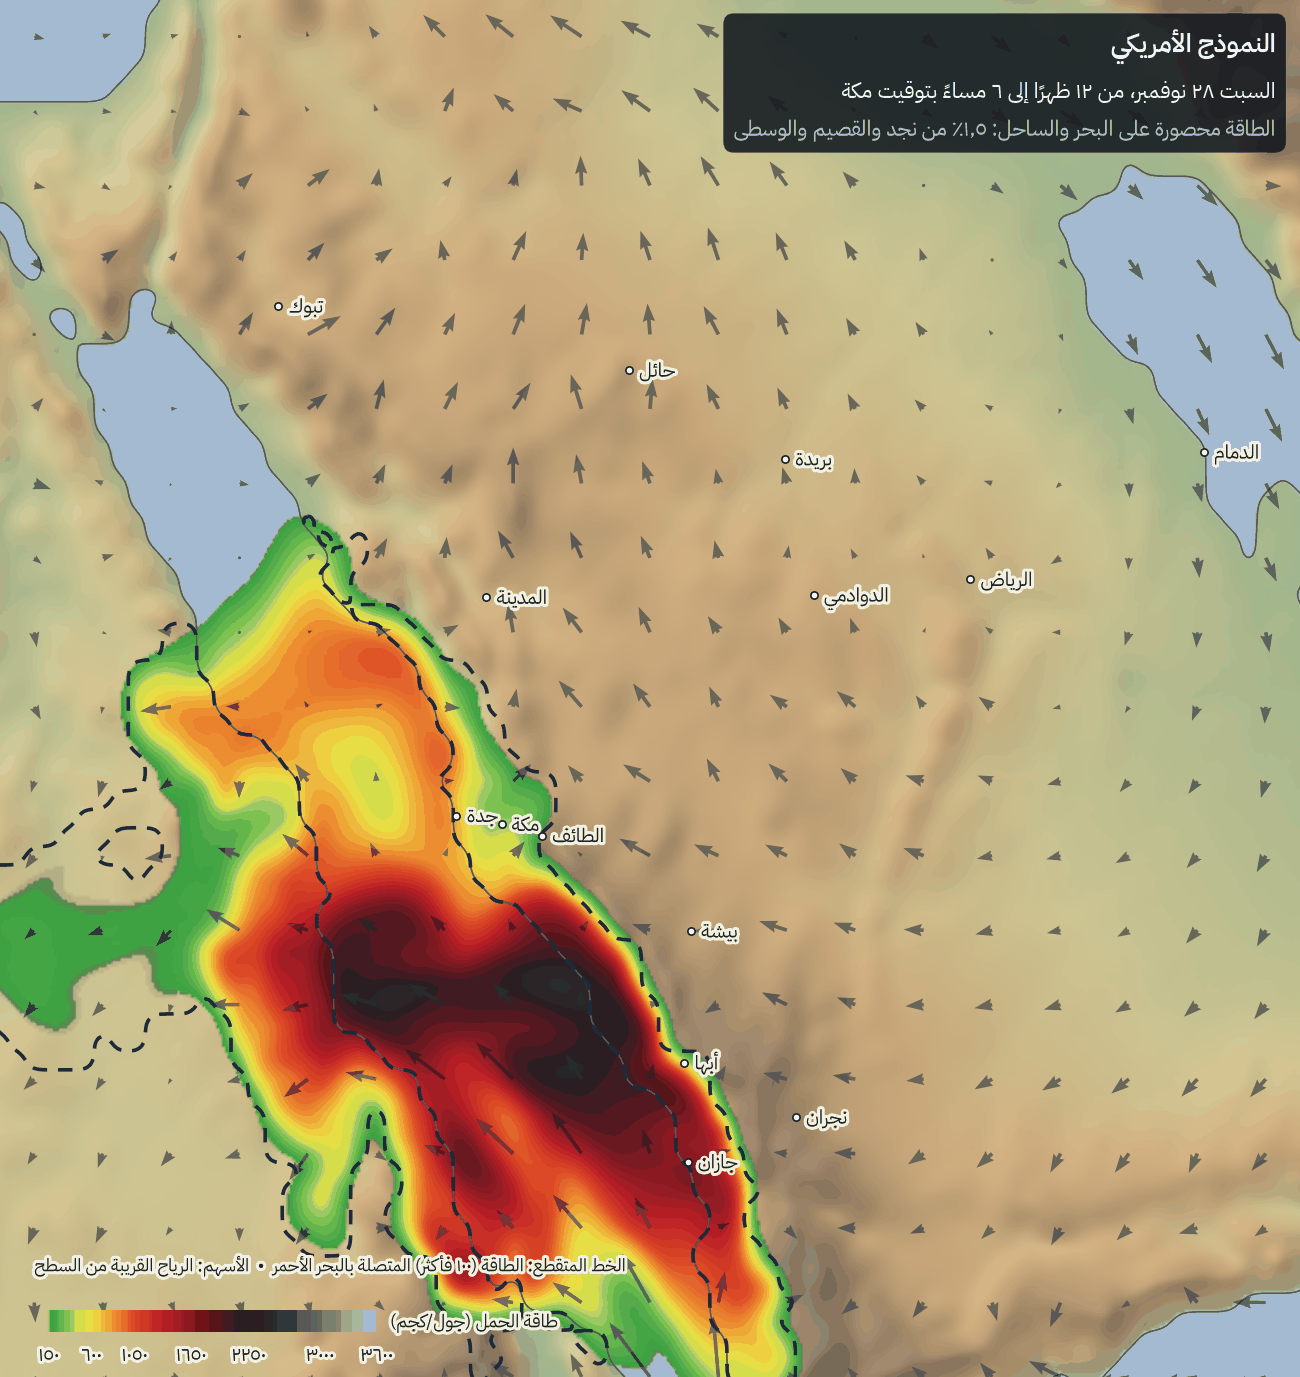 النموذج الأمريكي
السبت ٢٨ نوفمبر، من ١٢ ظهرًا إلى ٦ مساءً بتوقيت مكة
الطاقة محصورة على البحر والساحل: ١,٥٪ من نجد والقصيم والوسطى
تبوك
حائل
بريدة
الدمام
الرياض
الدوادمي
المدينة
جدة
مكة
الطائف
بيشة
أبها
نجران
جازان
الخط المتقطع: الطاقة (١٠ فأكثر) المتصلة بالبحر الأحمر • الأسهم: الرياح القريبة من السطح
طاقة الحمل (جول/كجم)
١٥٠ ٦٠٠ ١٠٥٠ ١٦٥٠ ٢٢٥٠ ٣٠٠٠ ٣٦٠٠